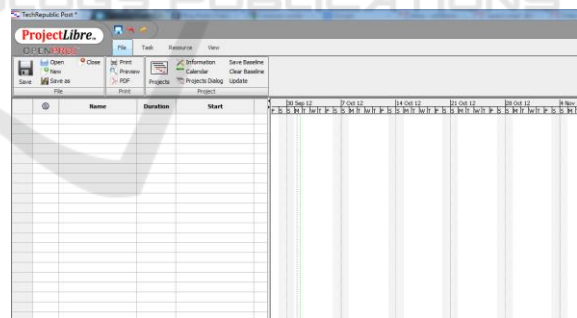 TechRepublic Post *
ProjectLibre™
OPENPROJ
File Task Resource View
Save
Open
New
Save as
Close
File
Print
Preview
PDF
Print
Projects
Information
Calendar
Projects Dialog
Save Baseline
Clear Baseline
Update
Project
Name Duration Start
30 Sep 12 7 Oct 12 14 Oct 12 21 Oct 12 28 Oct 12 4 Nov
F S S M T W T F S S M T W T F S S M T W T F S S M T W T F S S M T W T F S S M T